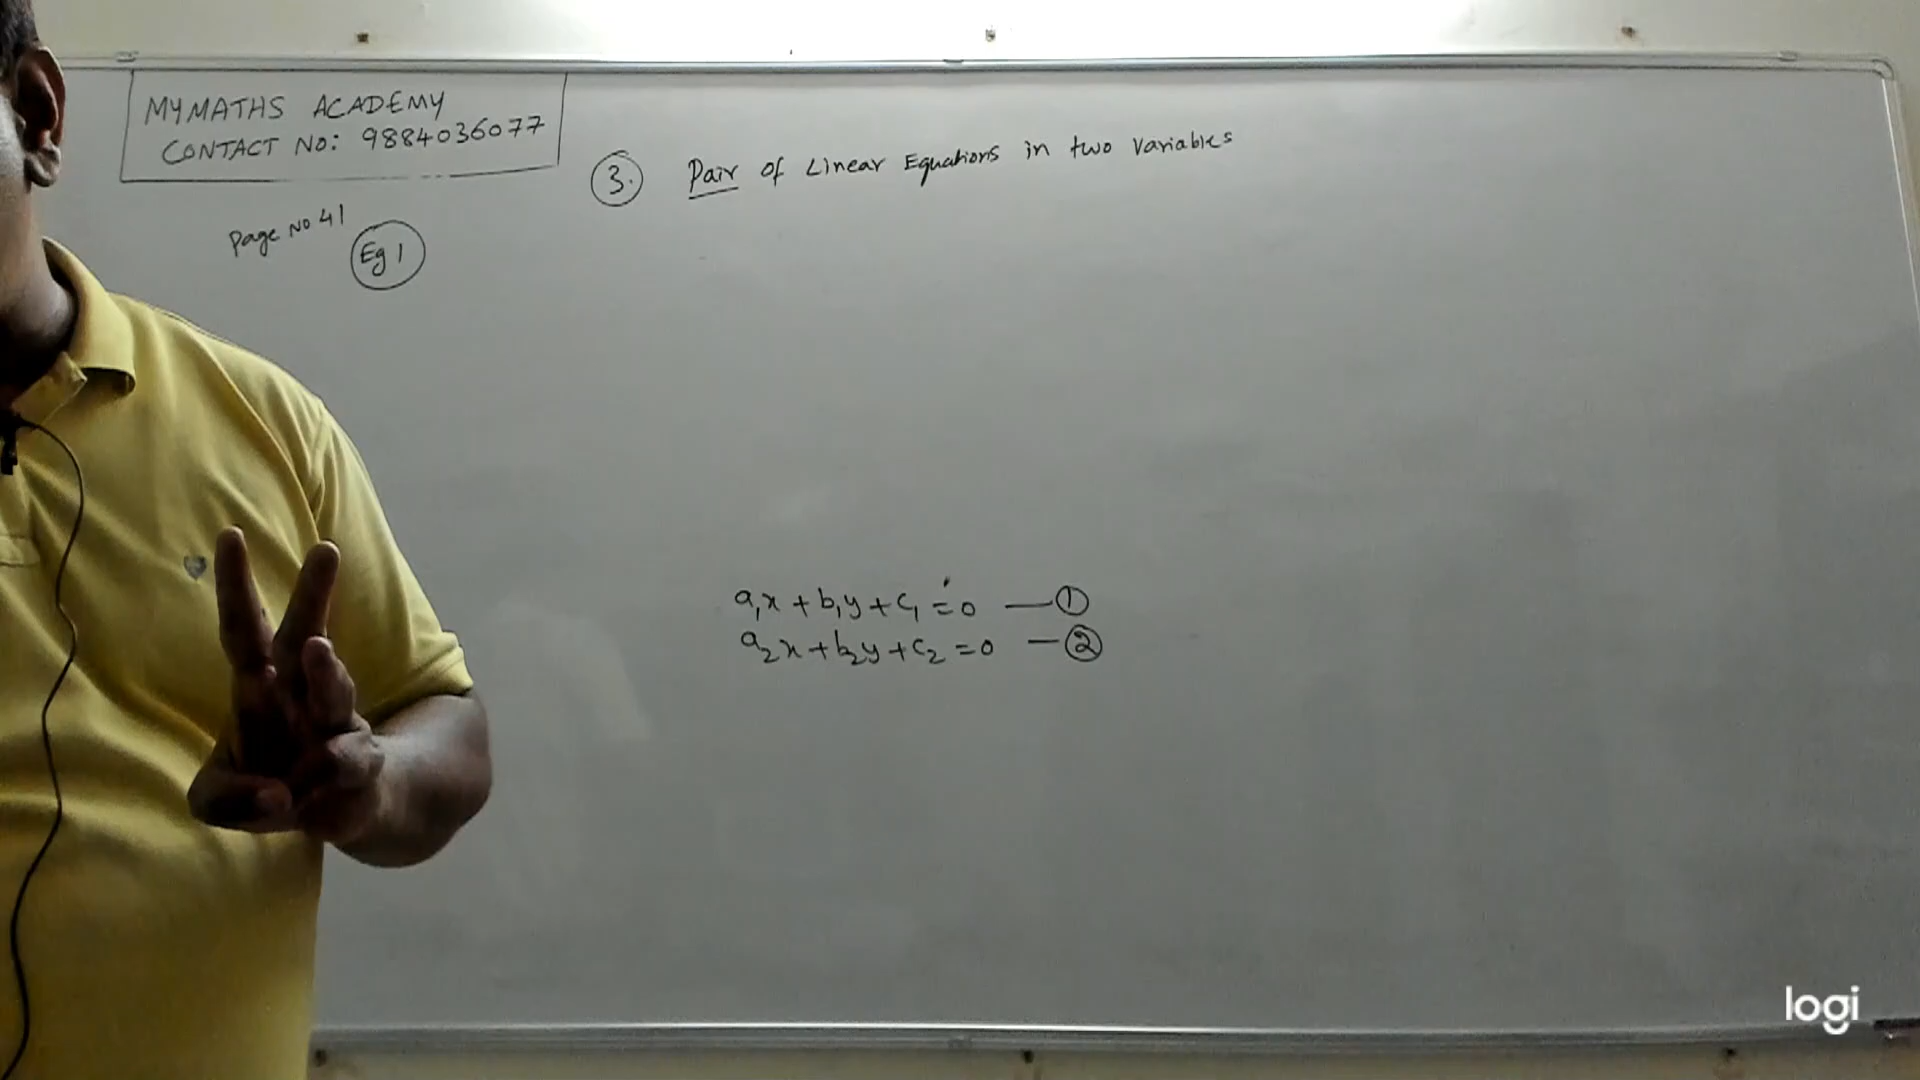 MYMATHS ACADEMY
CONTACT NO: 9884036077
3. Pair of Linear Equations in two variables
Page No 41
Eg 1
a₁x + b₁y + c₁ = 0 — 1
a₂x + b₂y + c₂ = 0 — 2
logi